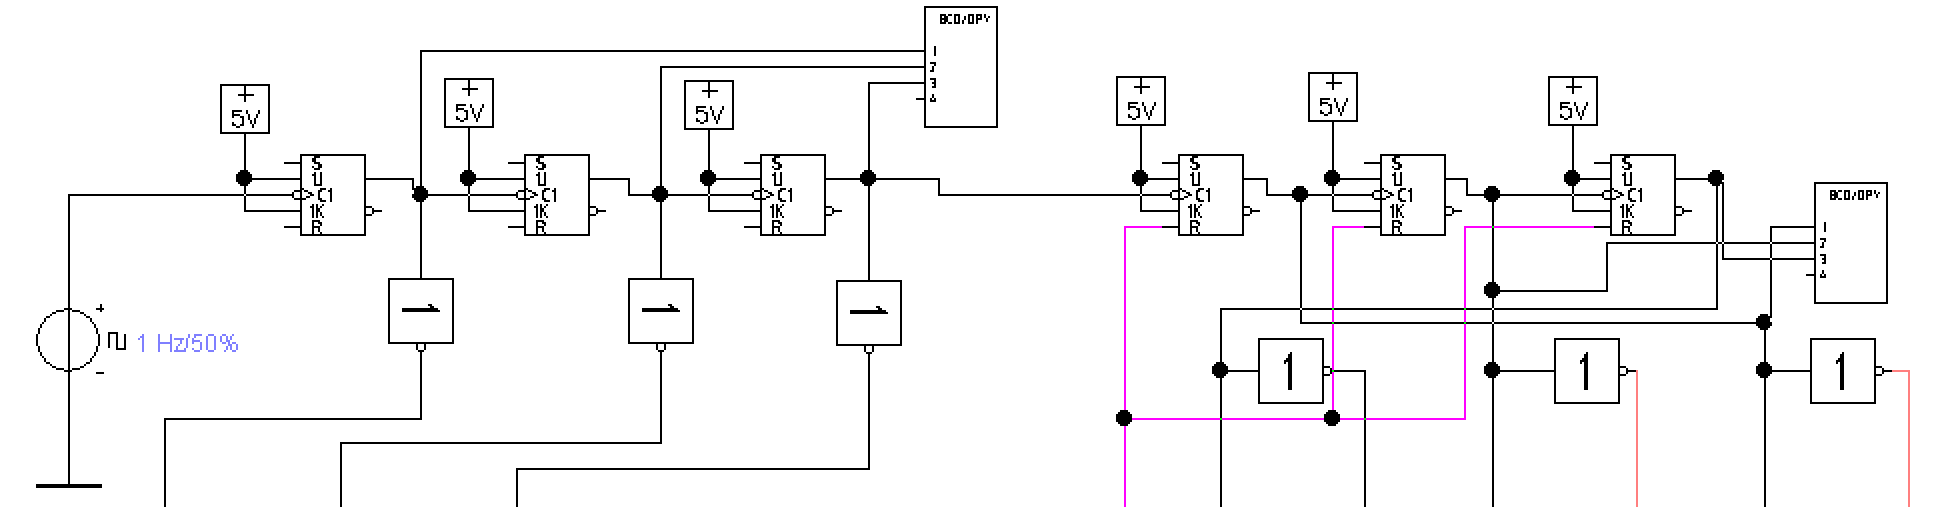 BCD/DPY
1
2
3
4
+
5V
+
5V
+
5V
+
5V
+
5V
+
5V
S
C1
1K
R
S
C1
1K
R
S
C1
1K
R
S
C1
1K
R
S
C1
1K
R
S
C1
1K
R
BCD/DPY
1
2
3
4
+
1 Hz/50%
-
1
1
1